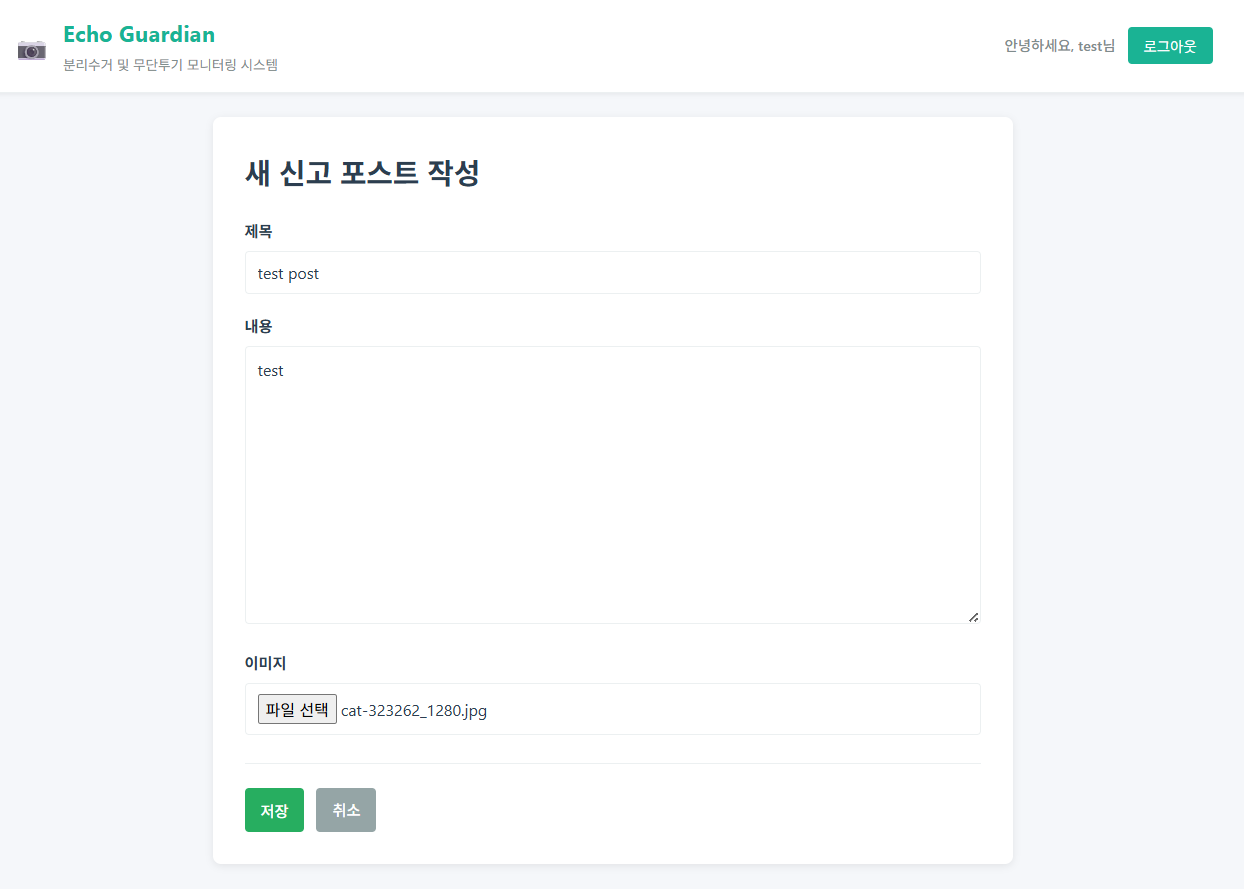 Echo Guardian
분리수거 및 무단투기 모니터링 시스템
안녕하세요, test님
로그아웃
새 신고 포스트 작성
제목
test post
내용
test
이미지
파일 선택 cat-323262_1280.jpg
저장
취소